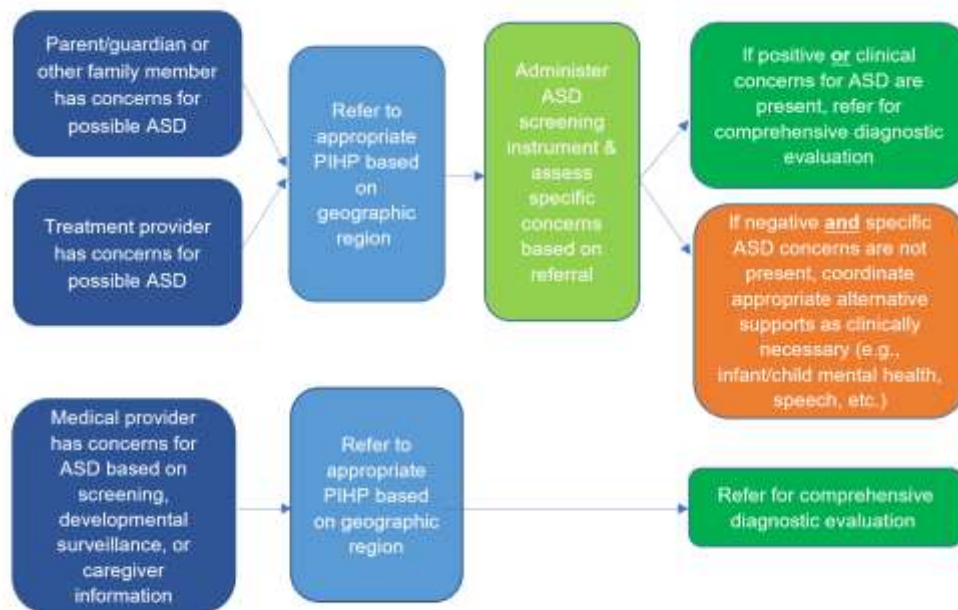 Parent/guardian or
other family member
has concerns for
possible ASD
Treatment provider
has concerns for
possible ASD
Refer to
appropriate
PIHP based
on
geographic
region
Administer
ASD
screening
instrument &
assess
specific
concerns
based on
referral
If positive or clinical
concerns for ASD are
present, refer for
comprehensive diagnostic
evaluation
If negative and specific
ASD concerns are not
present, coordinate
appropriate alternative
supports as clinically
necessary (e.g.,
infant/child mental health,
speech, etc.)
Medical provider
has concerns for
ASD based on
screening,
developmental
surveillance, or
caregiver
information
Refer to
appropriate
PIHP based
on geographic
region
Refer for comprehensive
diagnostic evaluation